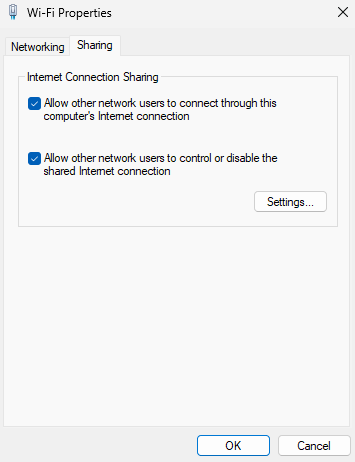 Wi-Fi Properties
Networking
Sharing
Internet Connection Sharing
Allow other network users to connect through this
computer's Internet connection
Allow other network users to control or disable the
shared Internet connection
Settings...
OK
Cancel